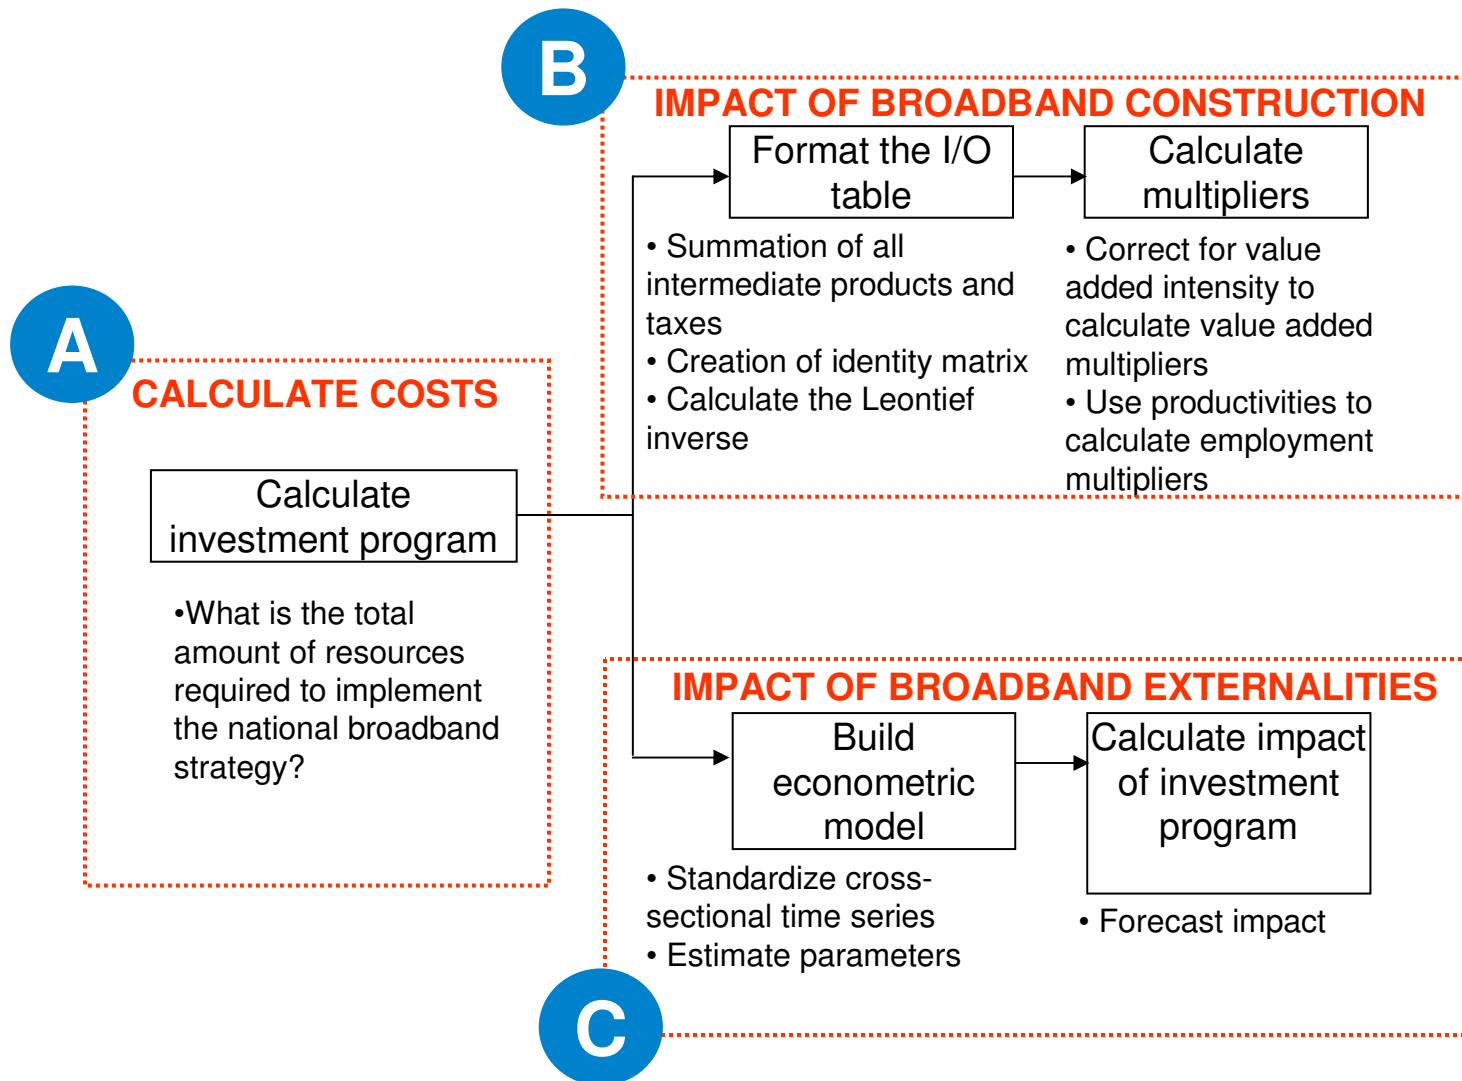 A
CALCULATE COSTS
Calculate
investment program
•What is the total
amount of resources
required to implement
the national broadband
strategy?
B
IMPACT OF BROADBAND CONSTRUCTION
Format the I/O
table
• Summation of all
intermediate products and
taxes
• Creation of identity matrix
• Calculate the Leontief
inverse
Calculate
multipliers
• Correct for value
added intensity to
calculate value added
multipliers
• Use productivities to
calculate employment
multipliers
C
IMPACT OF BROADBAND EXTERNALITIES
Build
econometric
model
• Standardize cross-
sectional time series
• Estimate parameters
Calculate impact
of investment
program
• Forecast impact